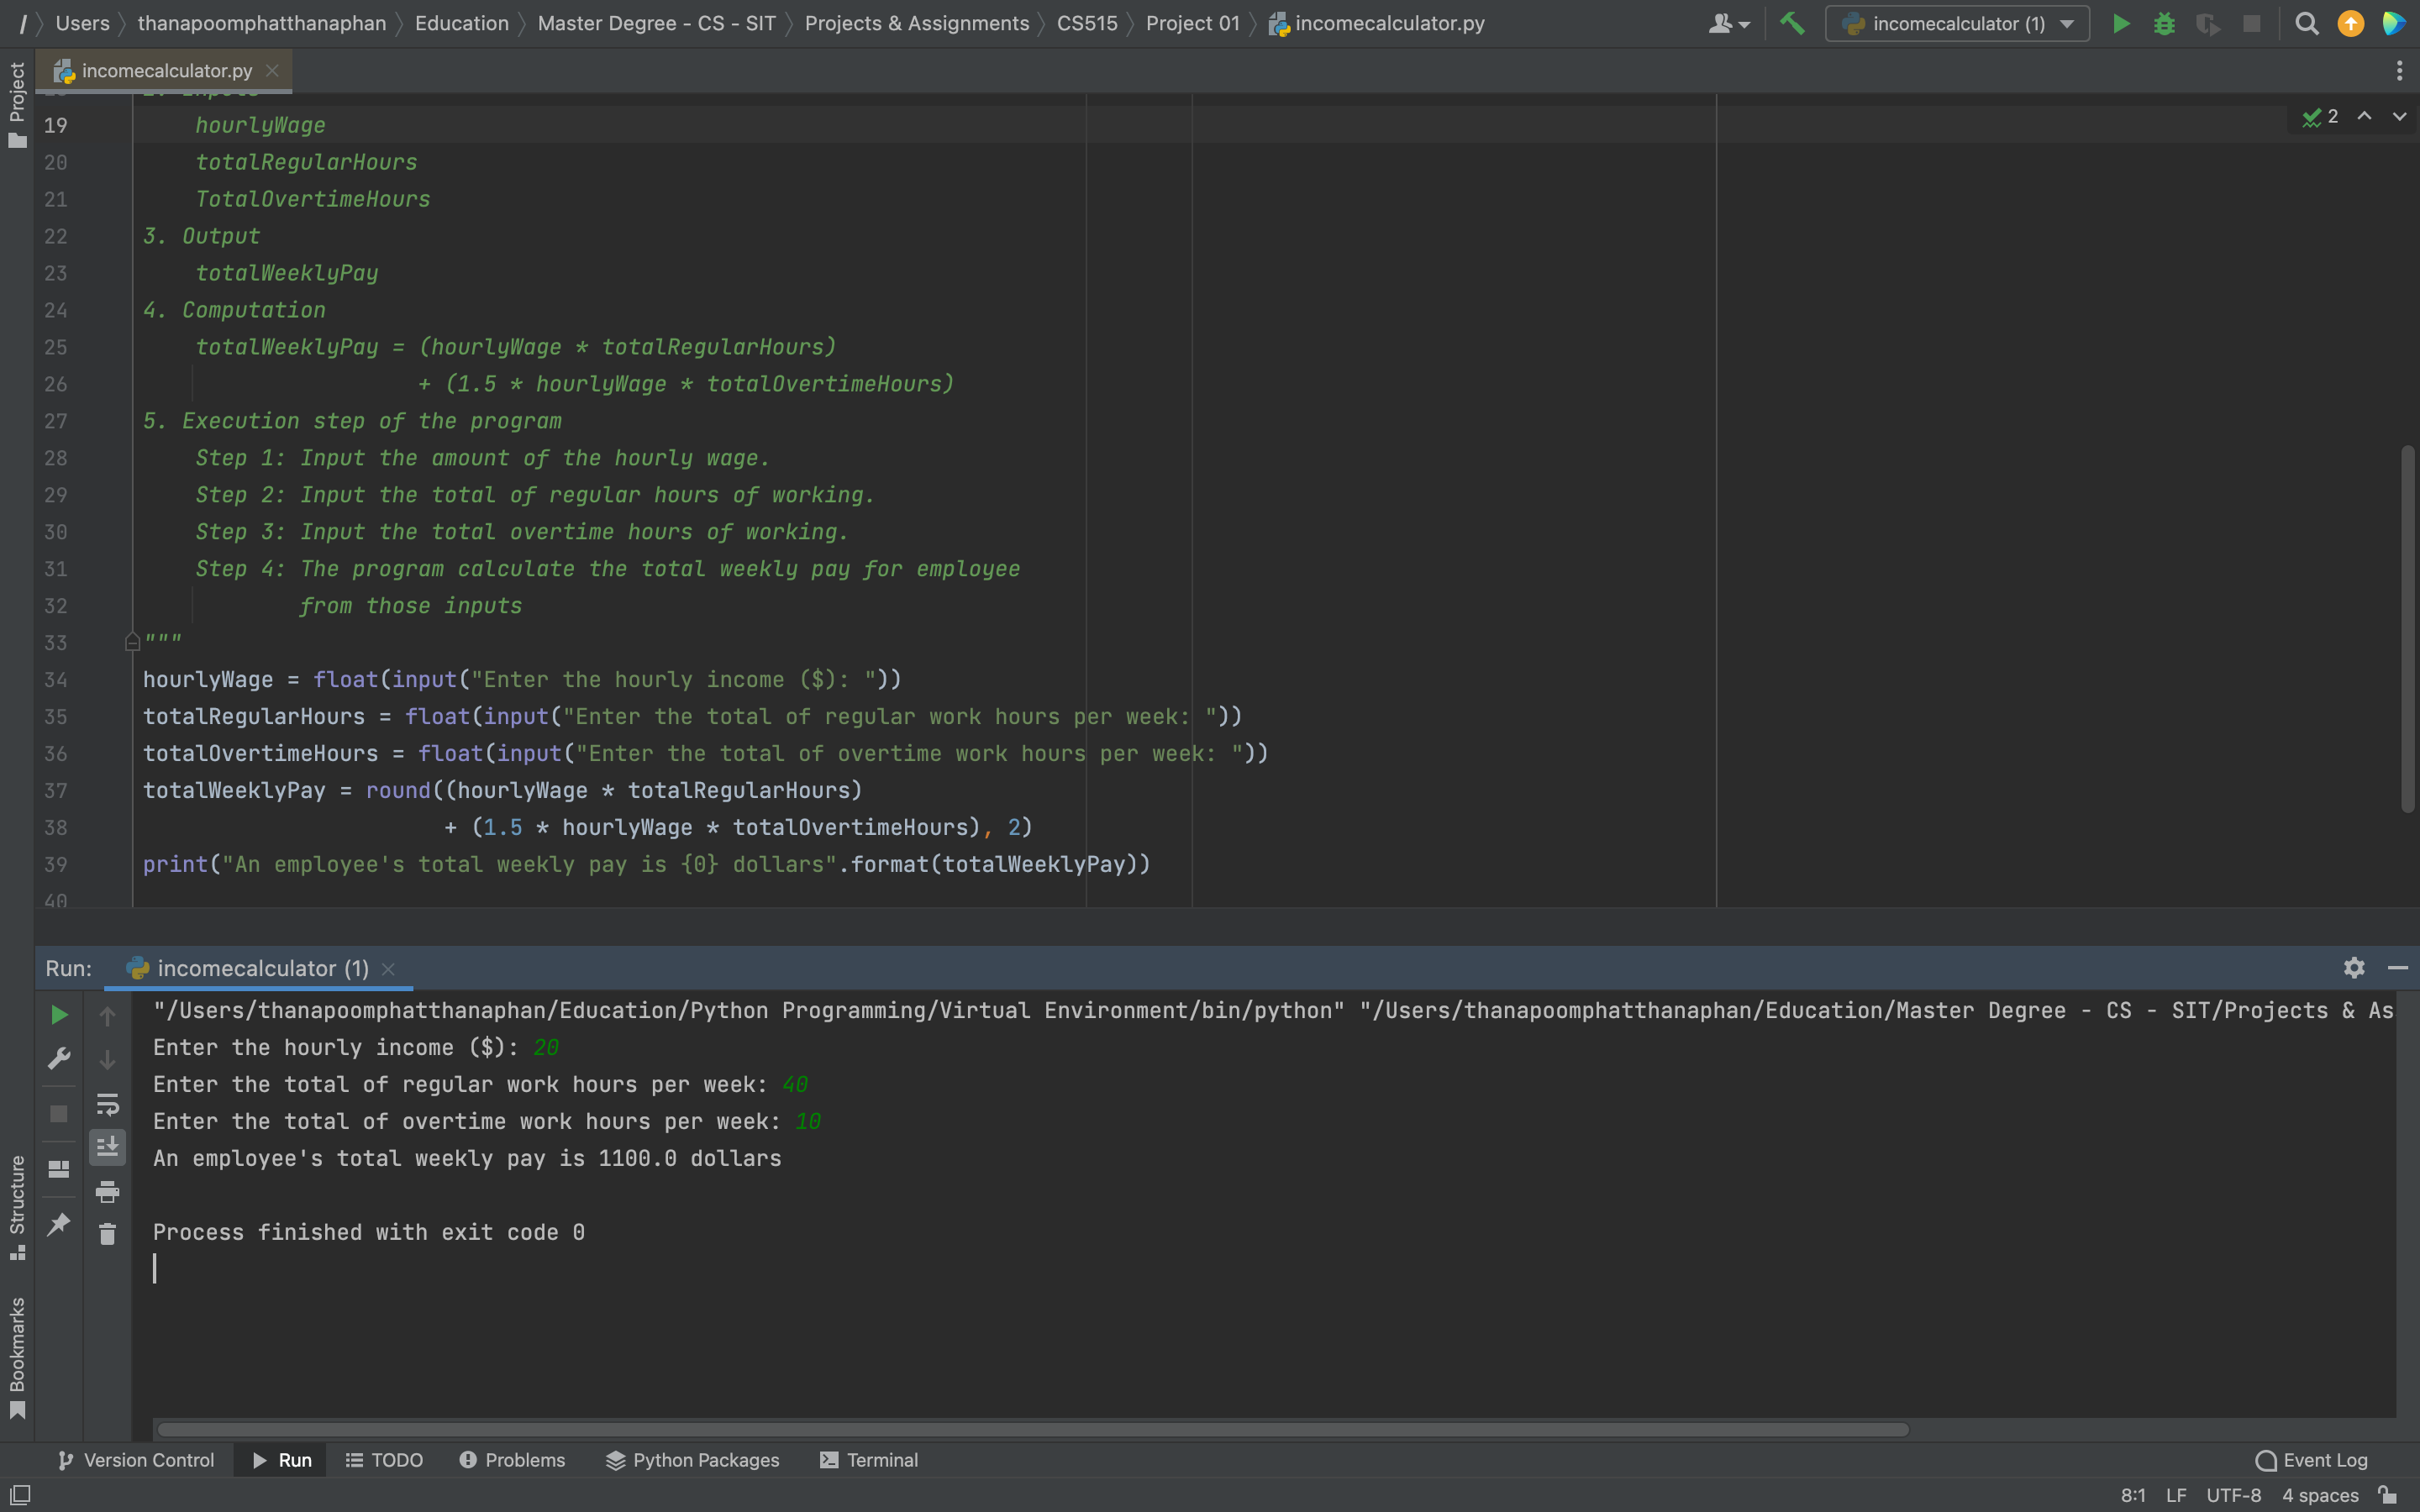 / Users thanapoomphatthanaphan Education Master Degree - CS - SIT Projects & Assignments CS515 Project 01 incomecalculator.py incomecalculator (1)
Project
incomecalculator.py
19 hourlyWage
2
20 totalRegularHours
21 TotalOvertimeHours
22 3. Output
23 totalWeeklyPay
24 4. Computation
25 totalWeeklyPay = (hourlyWage * totalRegularHours)
26 + (1.5 * hourlyWage * totalOvertimeHours)
27 5. Execution step of the program
28 Step 1: Input the amount of the hourly wage.
29 Step 2: Input the total of regular hours of working.
30 Step 3: Input the total overtime hours of working.
31 Step 4: The program calculate the total weekly pay for employee
32 from those inputs
33 """
34 hourlyWage = float(input("Enter the hourly income ($): "))
35 totalRegularHours = float(input("Enter the total of regular work hours per week: "))
36 totalOvertimeHours = float(input("Enter the total of overtime work hours per week: "))
37 totalWeeklyPay = round((hourlyWage * totalRegularHours)
38 + (1.5 * hourlyWage * totalOvertimeHours), 2)
39 print("An employee's total weekly pay is {0} dollars".format(totalWeeklyPay))
40
Run: incomecalculator (1)
"/Users/thanapoomphatthanaphan/Education/Python Programming/Virtual Environment/bin/python" "/Users/thanapoomphatthanaphan/Education/Master Degree - CS - SIT/Projects & As
Enter the hourly income ($): 20
Enter the total of regular work hours per week: 40
Enter the total of overtime work hours per week: 10
An employee's total weekly pay is 1100.0 dollars
Process finished with exit code 0
Structure
Bookmarks
Version Control Run TODO Problems Python Packages Terminal Event Log
8:1 LF UTF-8 4 spaces